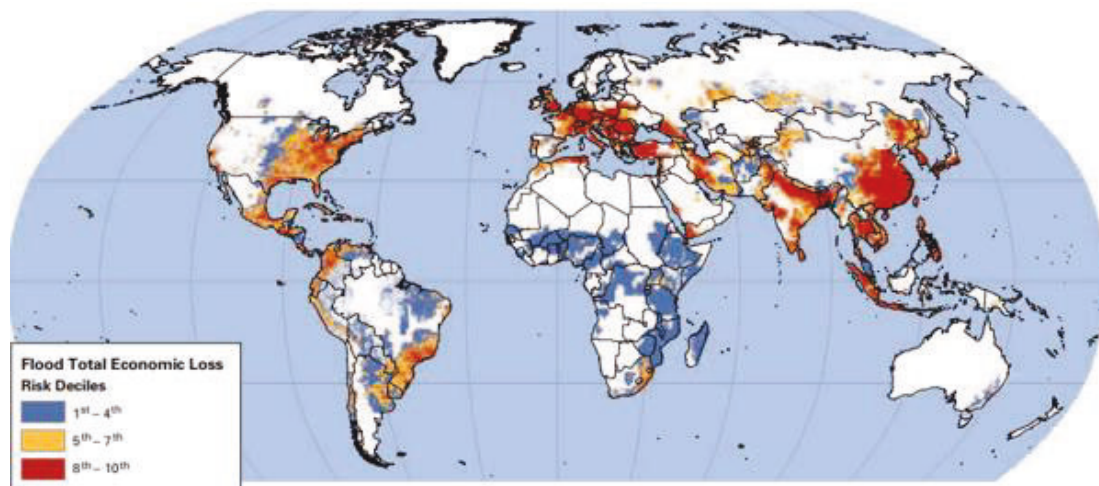 Flood Total Economic Loss
Risk Deciles
1st – 4th
5th – 7th
8th – 10th